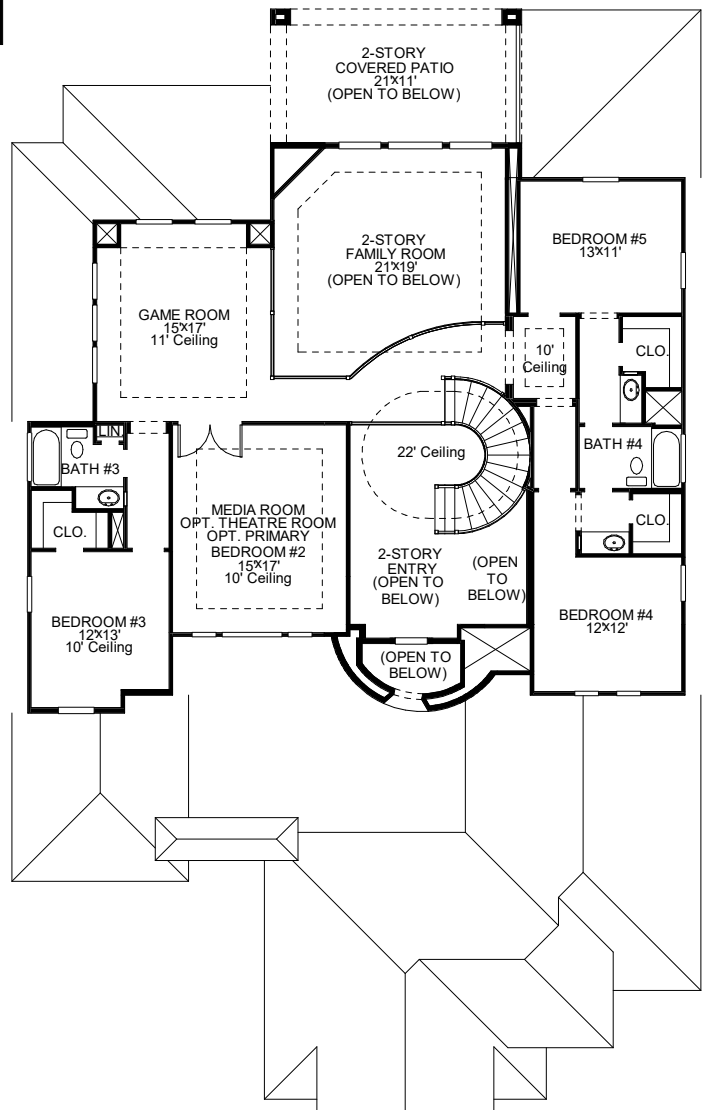 2-STORY
COVERED PATIO
21'X11'
(OPEN TO BELOW)
2-STORY
FAMILY ROOM
21'X19'
(OPEN TO BELOW)
BEDROOM #5
13'X11'
GAME ROOM
15'X17'
11' Ceiling
10'
Ceiling
CLO.
LIN.
BATH #3
22' Ceiling
BATH #4
CLO.
MEDIA ROOM
OPT. THEATRE ROOM
OPT. PRIMARY
BEDROOM #2
15'X17'
10' Ceiling
CLO.
2-STORY
ENTRY
(OPEN TO
BELOW)
(OPEN
TO
BELOW)
BEDROOM #3
12'X13'
10' Ceiling
BEDROOM #4
12'X12'
(OPEN TO
BELOW)